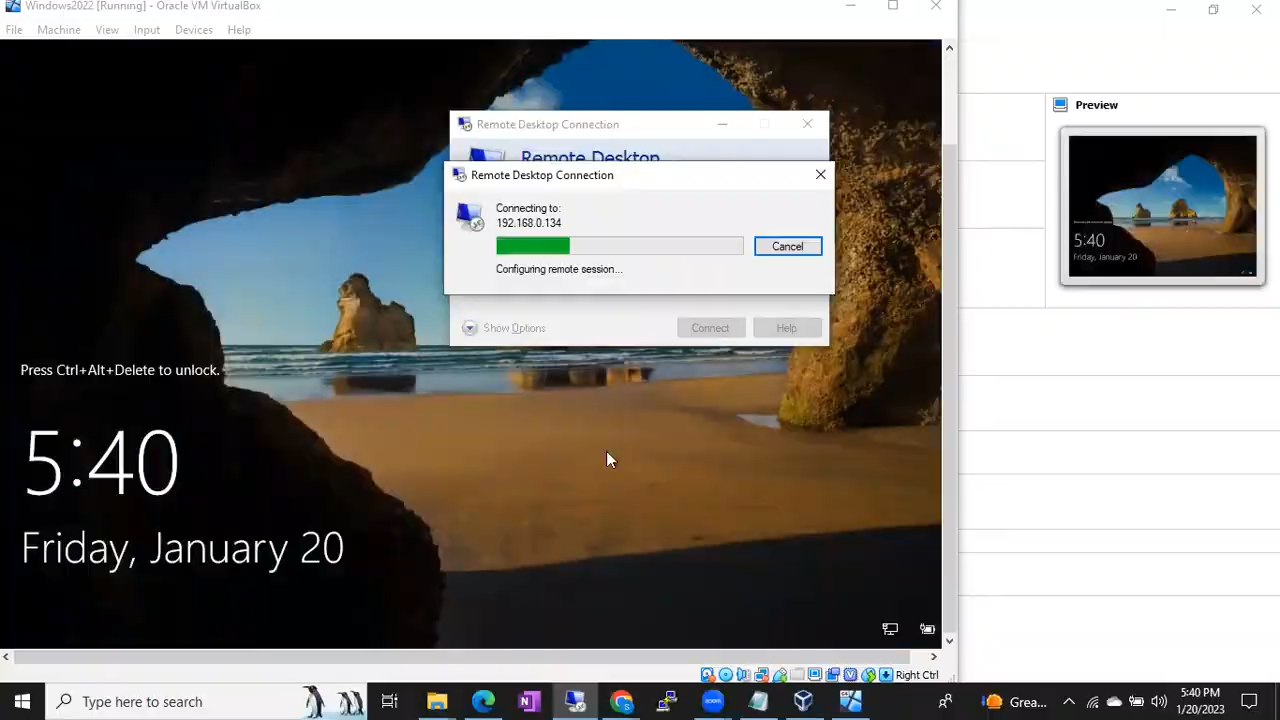 Windows2022 [Running] - Oracle VM VirtualBox
File Machine View Input Devices Help
Preview
Remote Desktop Connection
Remote Desktop
Remote Desktop Connection
Connecting to:
192.168.0.134
Cancel
Configuring remote session...
Show Options
Connect
Help
Press Ctrl+Alt+Delete to unlock.
5:40
Friday, January 20
5:40
Friday, January 20
Right Ctrl
Type here to search
zoom
Grea...
5:40 PM
1/20/2023